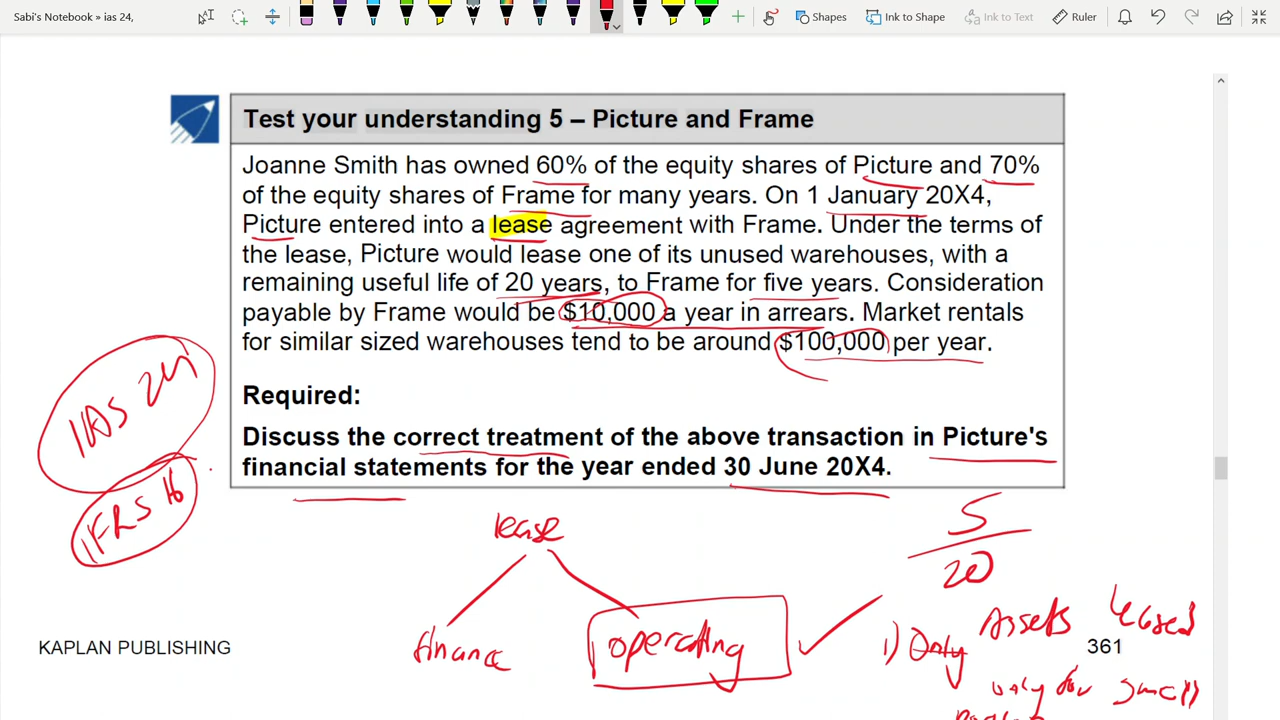 Sabi's Notebook » ias 24,
Shapes
Ink to Shape
Ink to Text
Ruler
Test your understanding 5 – Picture and Frame
Joanne Smith has owned 60% of the equity shares of Picture and 70%
of the equity shares of Frame for many years. On 1 January 20X4,
Picture entered into a lease agreement with Frame. Under the terms of
the lease, Picture would lease one of its unused warehouses, with a
remaining useful life of 20 years, to Frame for five years. Consideration
payable by Frame would be $10,000 a year in arrears. Market rentals
for similar sized warehouses tend to be around $100,000 per year.
Required:
Discuss the correct treatment of the above transaction in Picture's
financial statements for the year ended 30 June 20X4.
IAS 24
IFRS 16
lease
5
20
finance
operating
Assets leased
1) Only
only for small
KAPLAN PUBLISHING
361